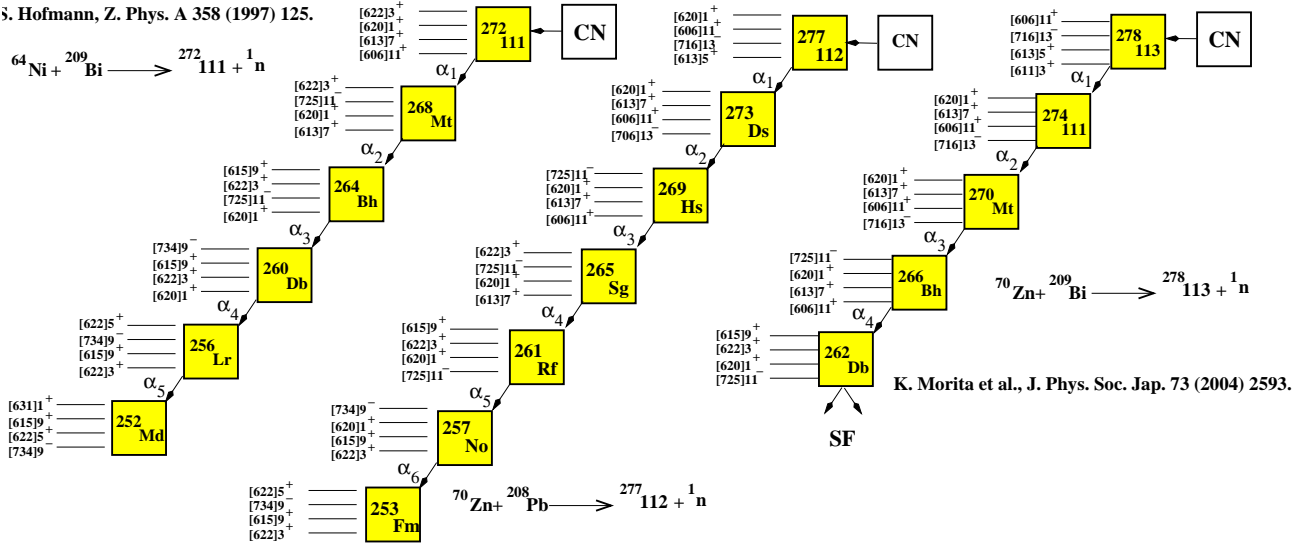 S. Hofmann, Z. Phys. A 358 (1997) 125.
⁶⁴Ni + ²⁰⁹Bi ⟶ ²⁷²111 + ¹n
[622]3⁺
[620]1⁺
[613]7⁺
[606]11⁺
272 111
CN
α₁
[622]3⁺
[725]11⁻
[620]1⁺
[613]7⁺
268 Mt
α₂
[615]9⁺
[622]3⁺
[725]11⁻
[620]1⁺
264 Bh
α₃
[734]9⁻
[615]9⁺
[622]3⁺
[620]1⁺
260 Db
α₄
[622]5⁺
[734]9⁻
[615]9⁺
[622]3⁺
256 Lr
α₅
[631]1⁺
[615]9⁺
[622]5⁺
[734]9⁻
252 Md
[620]1⁺
[606]11⁺
[716]13⁻
[613]5⁺
277 112
CN
α₁
[620]1⁺
[613]7⁺
[606]11⁺
[706]13⁻
273 Ds
α₂
[725]11⁻
[620]1⁺
[613]7⁺
[606]11⁺
269 Hs
α₃
[622]3⁺
[725]11⁻
[620]1⁺
[613]7⁺
265 Sg
α₄
[615]9⁺
[622]3⁺
[620]1⁺
[725]11⁻
261 Rf
α₅
[734]9⁻
[620]1⁺
[615]9⁺
[622]3⁺
257 No
α₆
[622]5⁺
[734]9⁻
[615]9⁺
[622]3⁺
253 Fm
⁷⁰Zn + ²⁰⁸Pb ⟶ ²⁷⁷112 + ¹n
[606]11⁺
[716]13⁻
[613]5⁺
[611]3⁺
278 113
CN
α₁
[620]1⁺
[613]7⁺
[606]11⁺
[716]13⁻
274 111
α₂
[620]1⁺
[613]7⁺
[606]11⁺
[716]13⁻
270 Mt
α₃
[725]11⁻
[620]1⁺
[613]7⁺
[606]11⁺
266 Bh
α₄
[615]9⁺
[622]3⁺
[620]1⁺
[725]11⁻
262 Db
SF
⁷⁰Zn + ²⁰⁹Bi ⟶ ²⁷⁸113 + ¹n
K. Morita et al., J. Phys. Soc. Jap. 73 (2004) 2593.